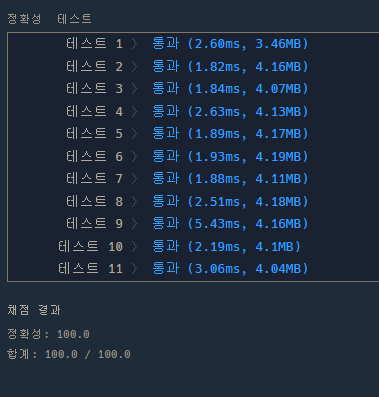 정확성 테스트
테스트 1 〉 통과 (2.60ms, 3.46MB)
테스트 2 〉 통과 (1.82ms, 4.16MB)
테스트 3 〉 통과 (1.84ms, 4.07MB)
테스트 4 〉 통과 (2.63ms, 4.13MB)
테스트 5 〉 통과 (1.89ms, 4.17MB)
테스트 6 〉 통과 (1.93ms, 4.19MB)
테스트 7 〉 통과 (1.88ms, 4.11MB)
테스트 8 〉 통과 (2.51ms, 4.18MB)
테스트 9 〉 통과 (5.43ms, 4.16MB)
테스트 10 〉 통과 (2.19ms, 4.1MB)
테스트 11 〉 통과 (3.06ms, 4.04MB)
채점 결과
정확성: 100.0
합계: 100.0 / 100.0